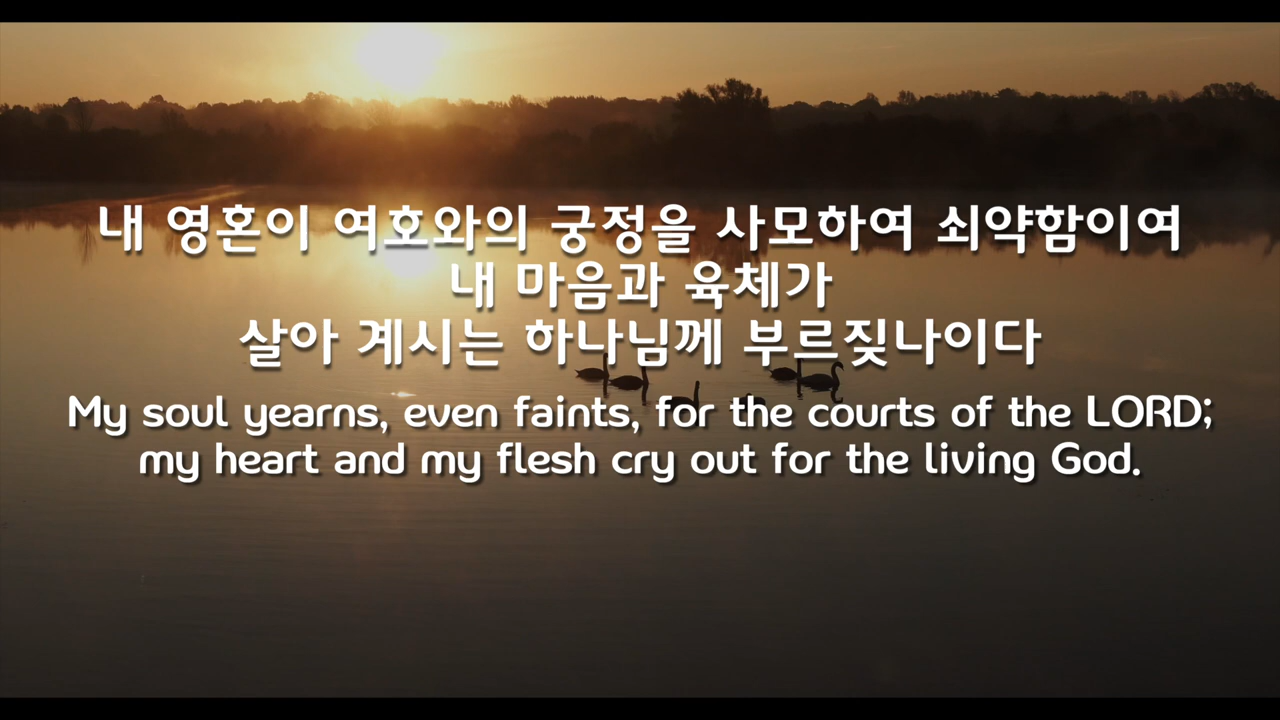 내 영혼이 여호와의 궁정을 사모하여 쇠약함이여
내 마음과 육체가
살아 계시는 하나님께 부르짖나이다
My soul yearns, even faints, for the courts of the LORD;
my heart and my flesh cry out for the living God.